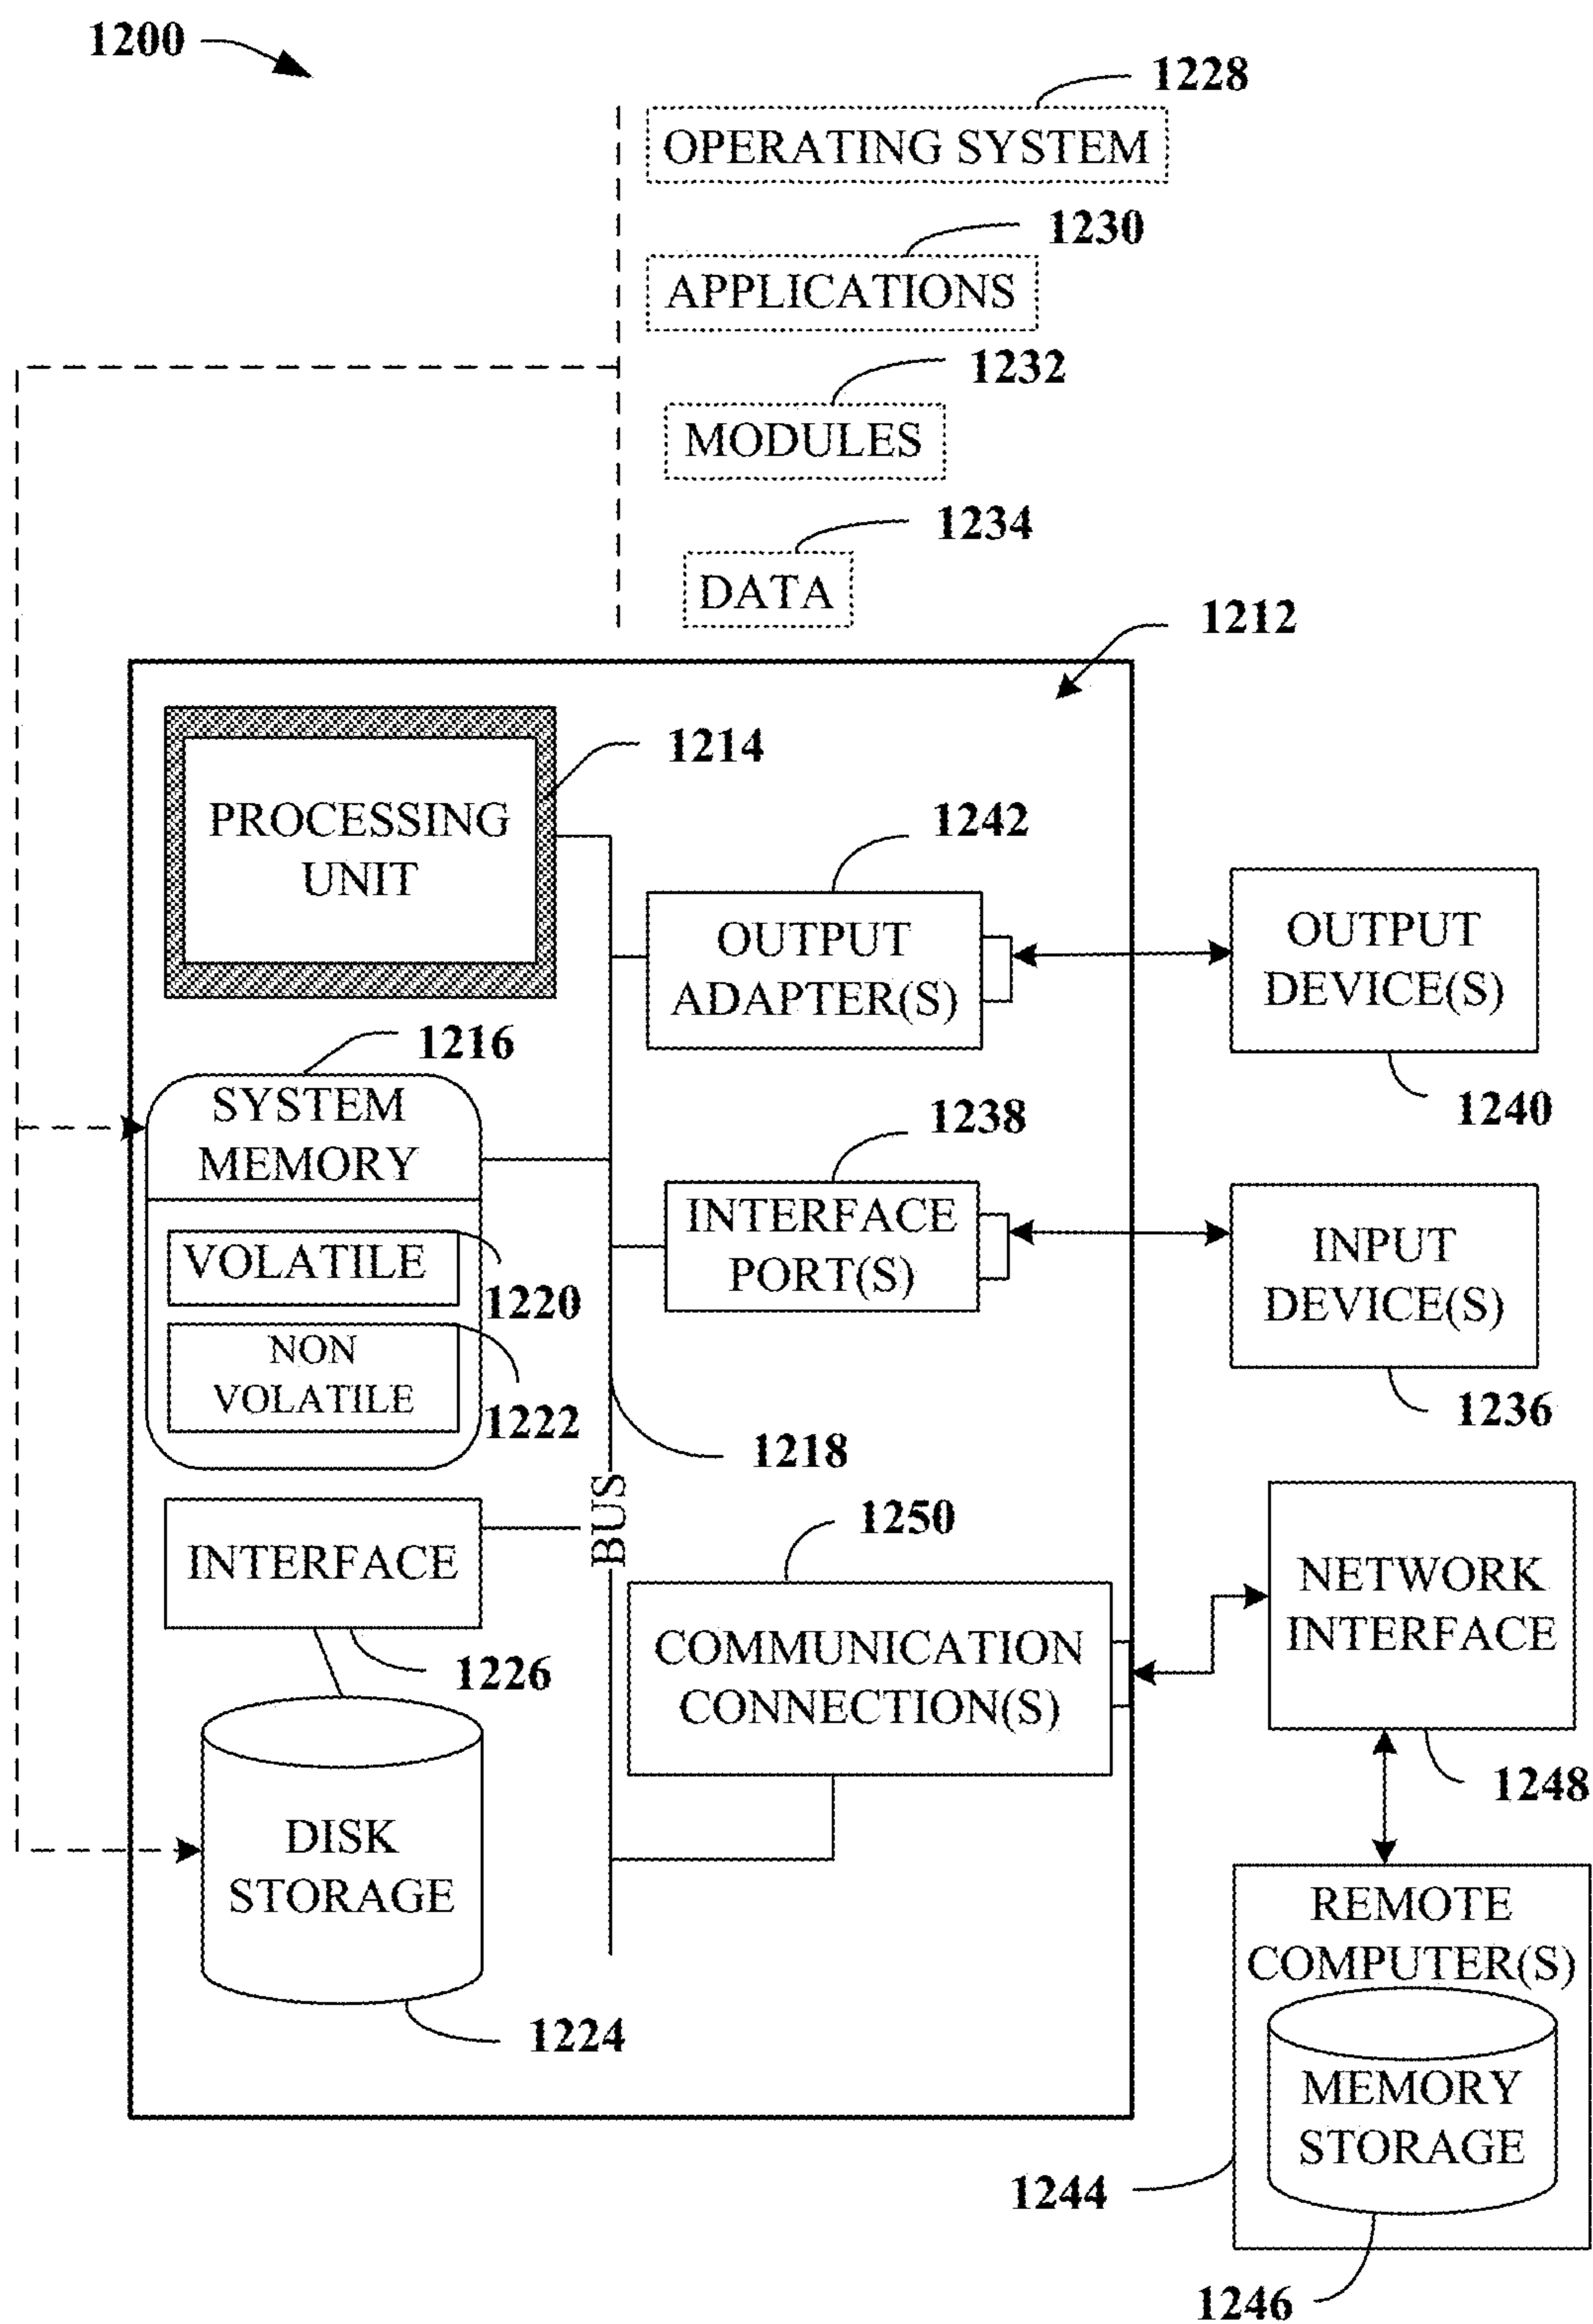 1200
1228
OPERATING SYSTEM
1230
APPLICATIONS
1232
MODULES
1234
DATA
1212
PROCESSING
UNIT
1214
1242
OUTPUT
ADAPTER(S)
OUTPUT
DEVICE(S)
1240
1216
SYSTEM
MEMORY
VOLATILE
1220
NON
VOLATILE
1222
1238
INTERFACE
PORT(S)
INPUT
DEVICE(S)
1236
1218
BUS
INTERFACE
1226
1250
COMMUNICATION
CONNECTION(S)
NETWORK
INTERFACE
1248
DISK
STORAGE
1224
REMOTE
COMPUTER(S)
MEMORY
STORAGE
1244
1246